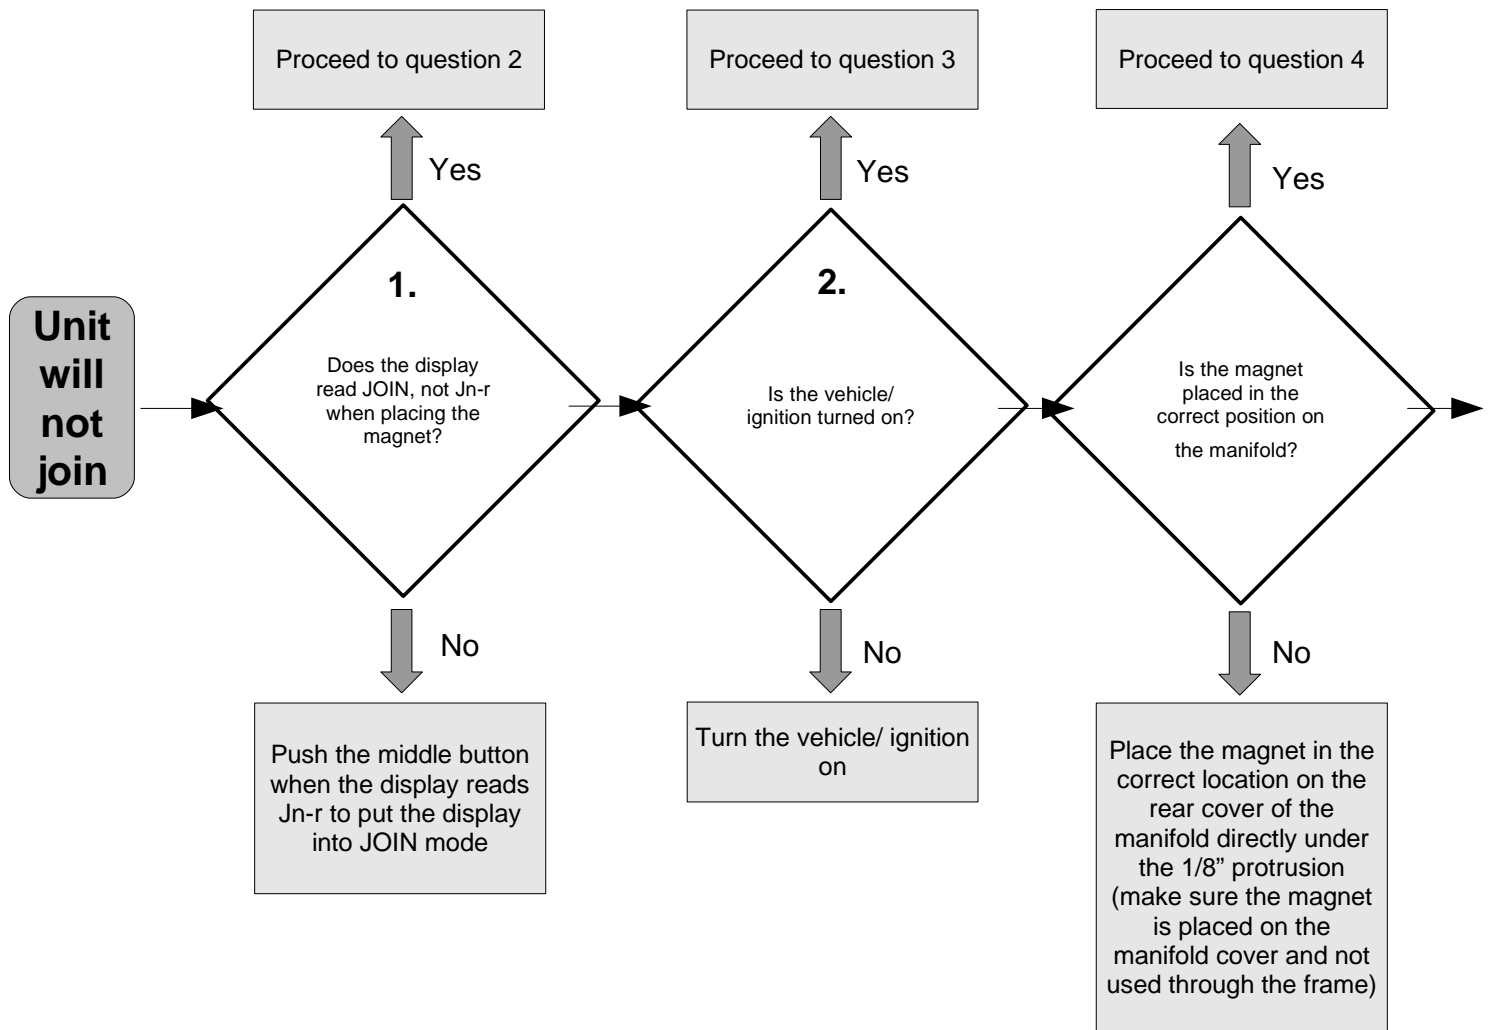 Proceed to question 2
Proceed to question 3
Proceed to question 4
Yes
Yes
Yes
Unit
will
not
join
1.
Does the display
read JOIN, not Jn-r
when placing the
magnet?
2.
Is the vehicle/
ignition turned on?
Is the magnet
placed in the
correct position on
the manifold?
No
No
No
Push the middle button
when the display reads
Jn-r to put the display
into JOIN mode
Turn the vehicle/ ignition
on
Place the magnet in the
correct location on the
rear cover of the
manifold directly under
the 1/8” protrusion
(make sure the magnet
is placed on the
manifold cover and not
used through the frame)